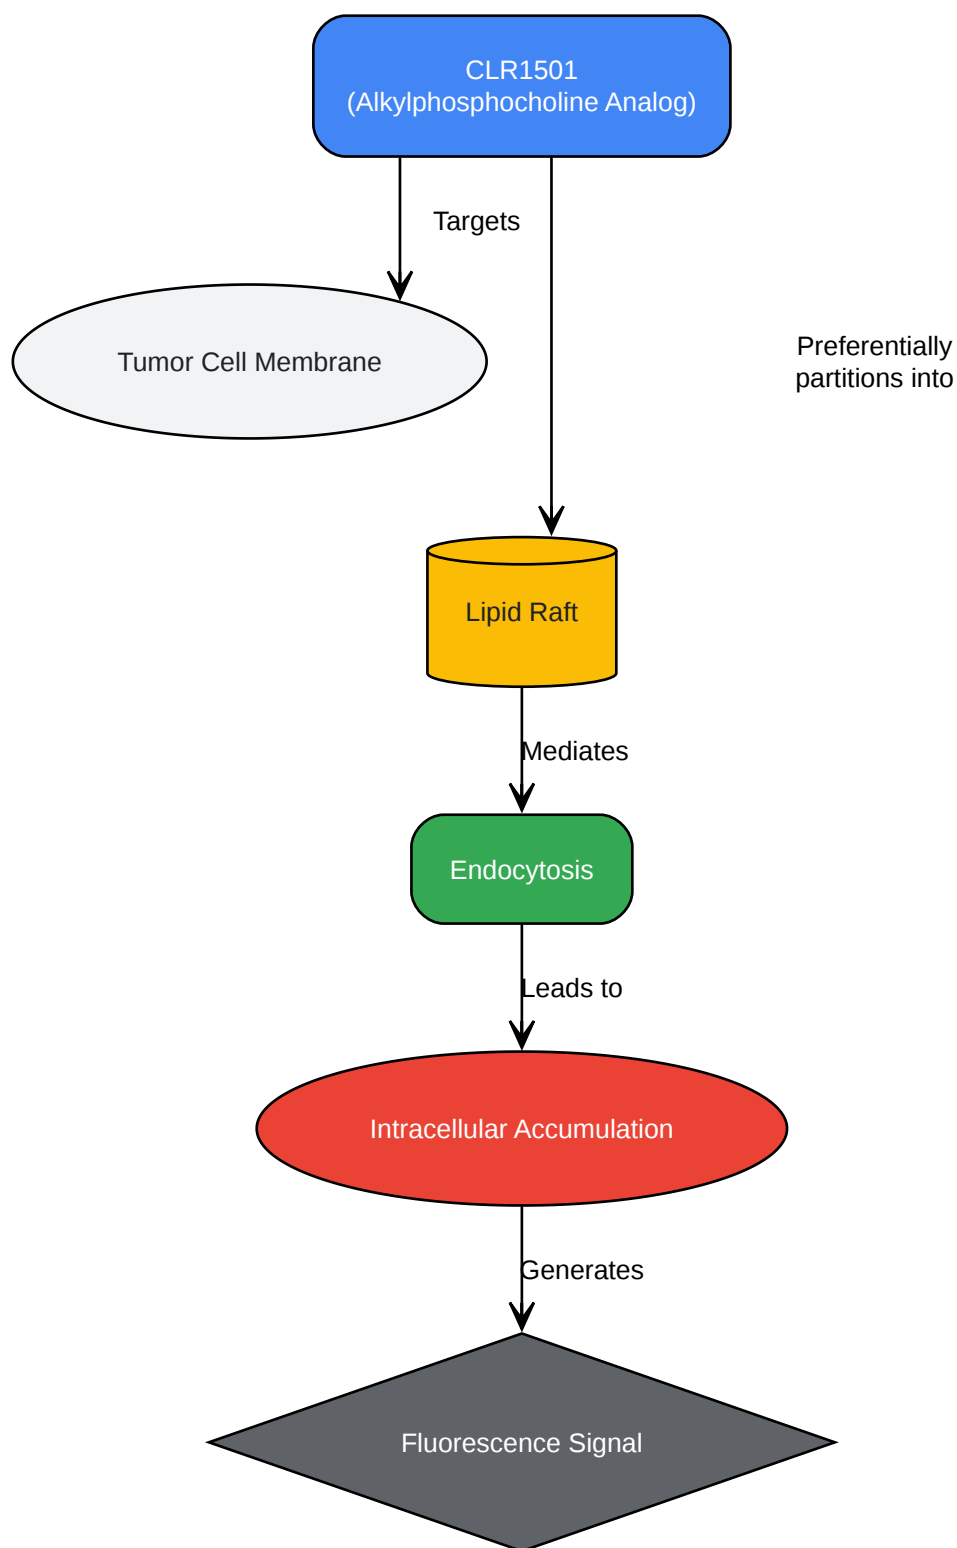 CLR1501
(Alkylphosphocholine Analog)
Targets
Tumor Cell Membrane
Preferentially
partitions into
Lipid Raft
Mediates
Endocytosis
Leads to
Intracellular Accumulation
Generates
Fluorescence Signal